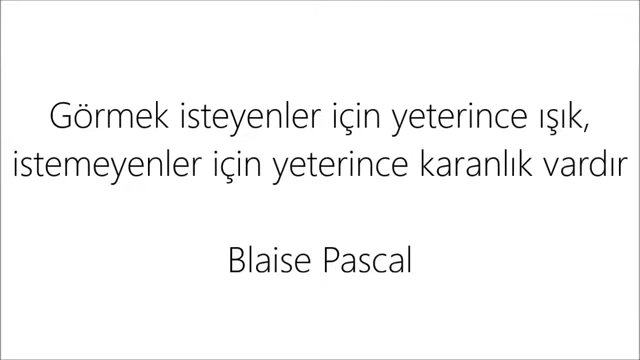 Görmek isteyenler için yeterince ışık,
istemeyenler için yeterince karanlık vardır
Blaise Pascal